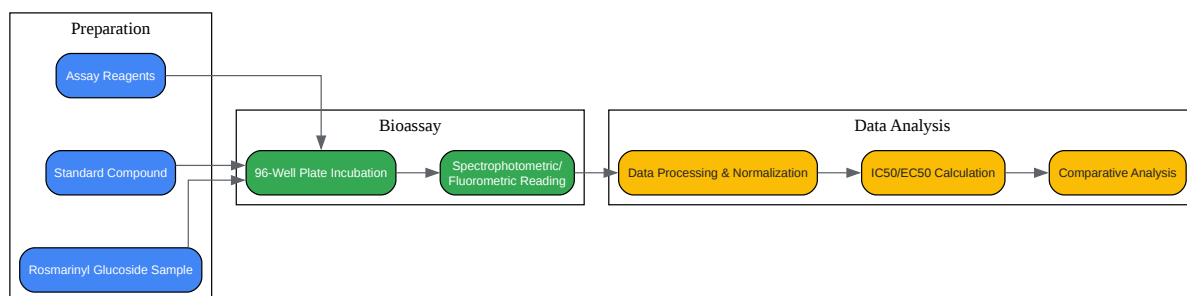 Preparation
Assay Reagents
Standard Compound
Rosmarinyl Glucoside Sample
Bioassay
96-Well Plate Incubation
Spectrophotometric/
Fluorometric Reading
Data Analysis
Data Processing & Normalization
IC50/EC50 Calculation
Comparative Analysis